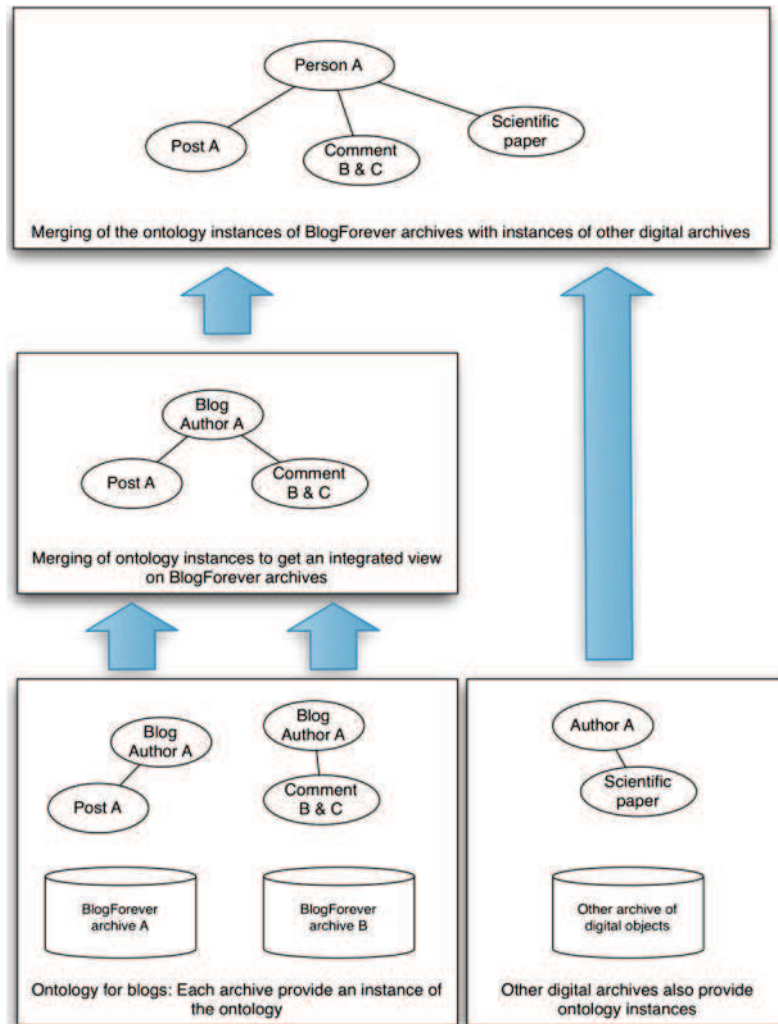 Person A
Post A
Comment
B & C
Scientific
paper
Merging of the ontology instances of BlogForever archives with instances of other digital archives
Blog
Author A
Post A
Comment
B & C
Merging of ontology instances to get an integrated view
on BlogForever archives
Blog
Author A
Post A
Blog
Author A
Comment
B & C
BlogForever
archive A
BlogForever
archive B
Ontology for blogs: Each archive provide an instance of
the ontology
Author A
Scientific
paper
Other archive of
digital objects
Other digital archives also provide
ontology instances